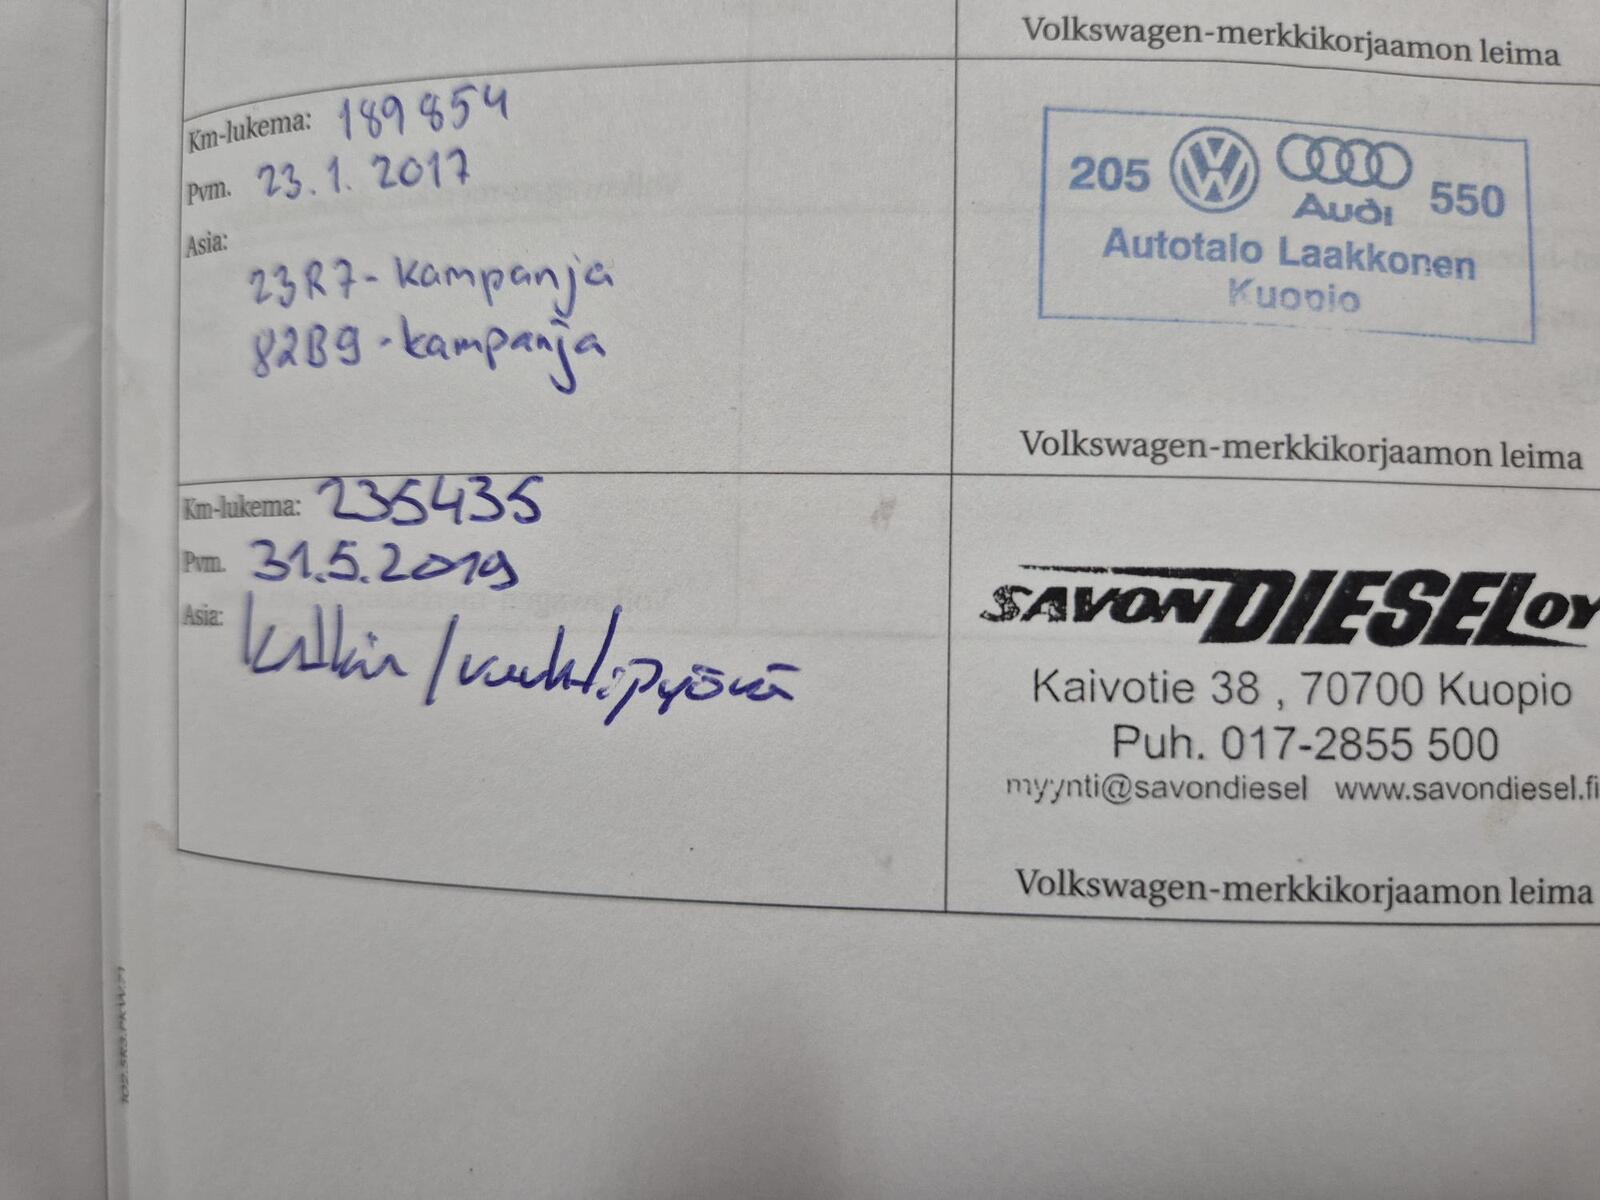 Volkswagen-merkkikorjaamon leima
Km-lukema: 189854
Pvm. 23.1.2017
Asia:
23R7-kampanja
82B9-kampanja
205 550
Audi
Autotalo Laakkonen
Kuopio
Volkswagen-merkkikorjaamon leima
Km-lukema: 235435
Pvm. 31.5.2019
Asia: / vauhtipyörä
SAVON DIESEL OY
Kaivotie 38 , 70700 Kuopio
Puh. 017-2855 500
myynti@savondiesel www.savondiesel.fi
Volkswagen-merkkikorjaamon leima